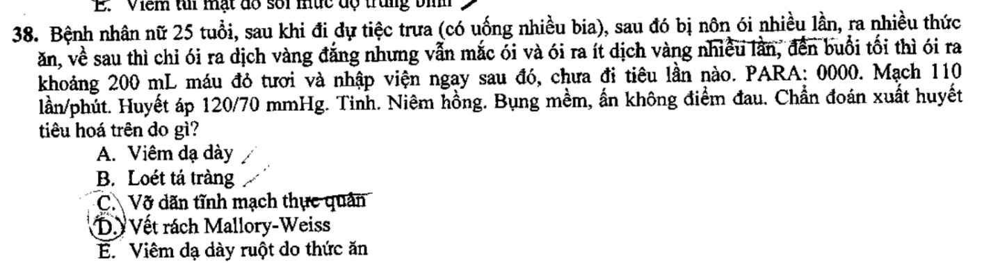 E. Viêm túi mật do sỏi mức độ trung bình
38. Bệnh nhân nữ 25 tuổi, sau khi đi dự tiệc trưa (có uống nhiều bia), sau đó bị nôn ói nhiều lần, ra nhiều thức
ăn, về sau thì chỉ ói ra dịch vàng đắng nhưng vẫn mắc ói và ói ra ít dịch vàng nhiều lần, đến buổi tối thì ói ra
khoảng 200 mL máu đỏ tươi và nhập viện ngay sau đó, chưa đi tiêu lần nào. PARA: 0000. Mạch 110
lần/phút. Huyết áp 120/70 mmHg. Tỉnh. Niêm hồng. Bụng mềm, ấn không điểm đau. Chẩn đoán xuất huyết
tiêu hoá trên do gì?
A. Viêm dạ dày
B. Loét tá tràng
C. Vỡ dãn tĩnh mạch thực quản
D. Vết rách Mallory-Weiss
E. Viêm dạ dày ruột do thức ăn